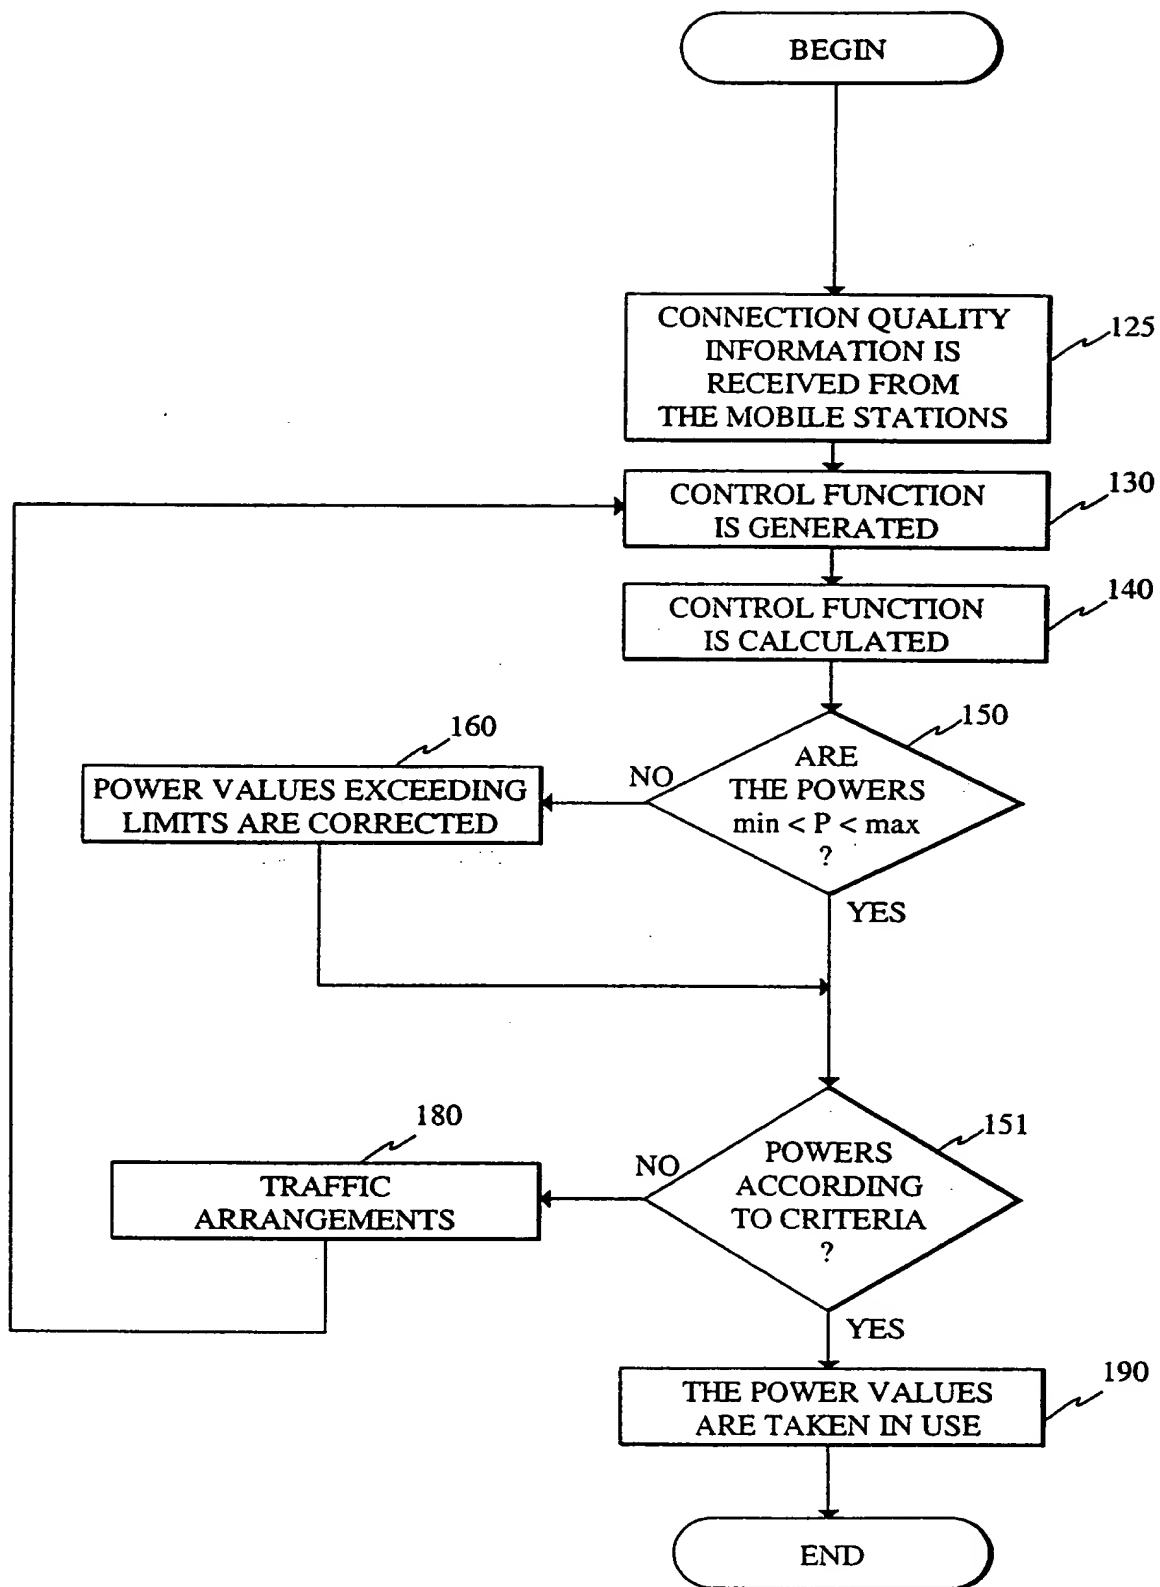 BEGIN
CONNECTION QUALITY
INFORMATION IS
RECEIVED FROM
THE MOBILE STATIONS
125
CONTROL FUNCTION
IS GENERATED
130
CONTROL FUNCTION
IS CALCULATED
140
150
ARE
THE POWERS
min < P < max
?
NO
YES
160
POWER VALUES EXCEEDING
LIMITS ARE CORRECTED
151
POWERS
ACCORDING
TO CRITERIA
?
NO
YES
180
TRAFFIC
ARRANGEMENTS
THE POWER VALUES
ARE TAKEN IN USE
190
END